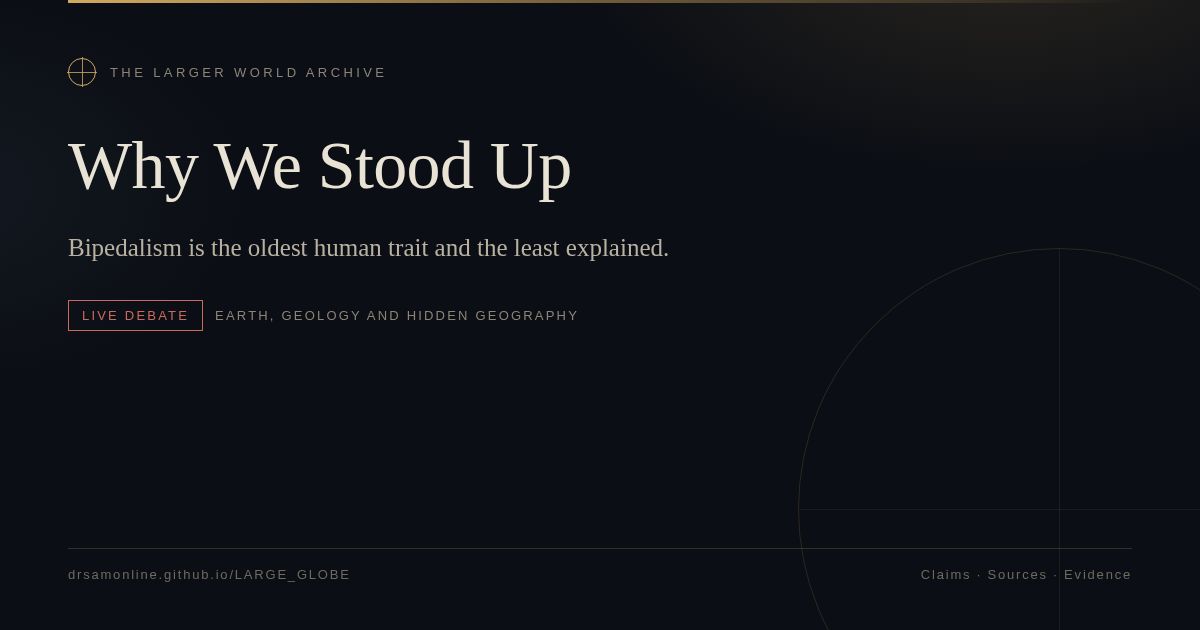 THE LARGER WORLD ARCHIVE
Why We Stood Up
Bipedalism is the oldest human trait and the least explained.
LIVE DEBATE EARTH, GEOLOGY AND HIDDEN GEOGRAPHY
drsamonline.github.io/LARGE_GLOBE Claims · Sources · Evidence